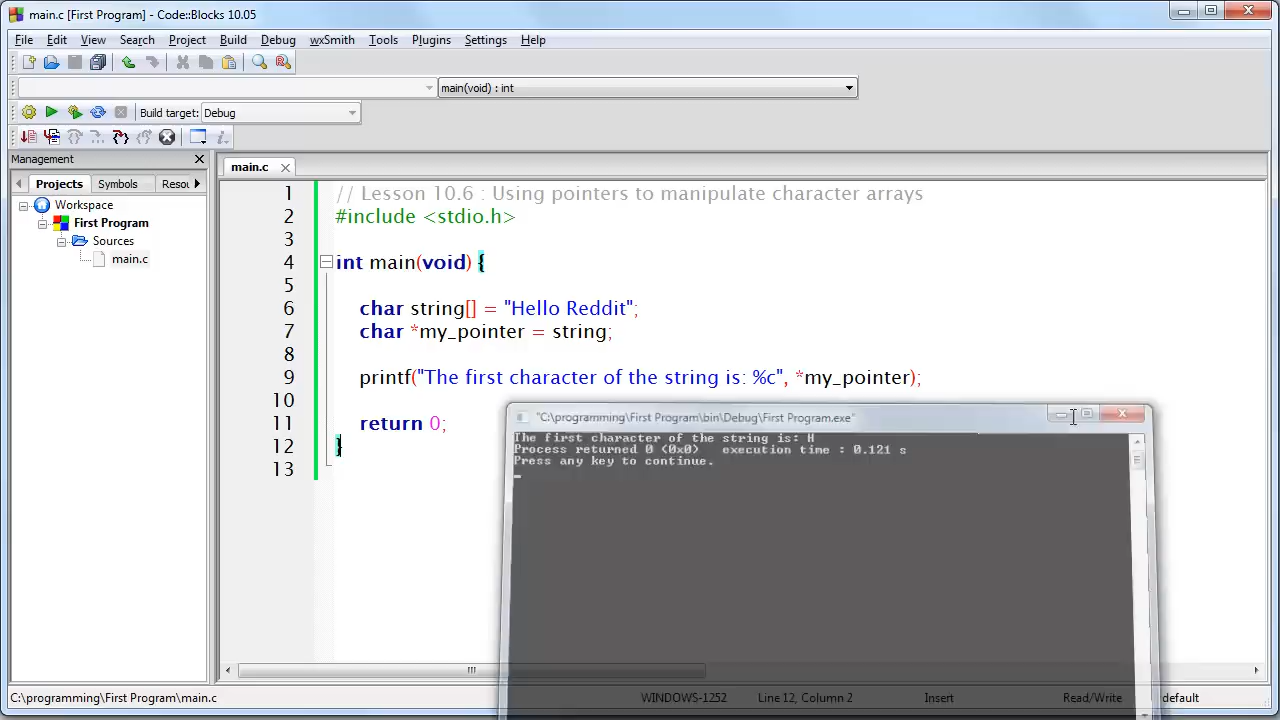 main.c [First Program] - Code::Blocks 10.05
File Edit View Search Project Build Debug wxSmith Tools Plugins Settings Help
main(void) : int
Build target: Debug
Management
main.c
Projects Symbols Resou
Workspace
First Program
Sources
main.c
1 // Lesson 10.6 : Using pointers to manipulate character arrays
2 #include <stdio.h>
3
4 int main(void) {
5
6 char string[] = "Hello Reddit";
7 char *my_pointer = string;
8
9 printf("The first character of the string is: %c", *my_pointer);
10
11 return 0;
12 }
13
"C:\programming\First Program\bin\Debug\First Program.exe"
The first character of the string is: H
Process returned 0 (0x0) execution time : 0.121 s
Press any key to continue.
C:\programming\First Program\main.c WINDOWS-1252 Line 12, Column 2 Insert Read/Write default